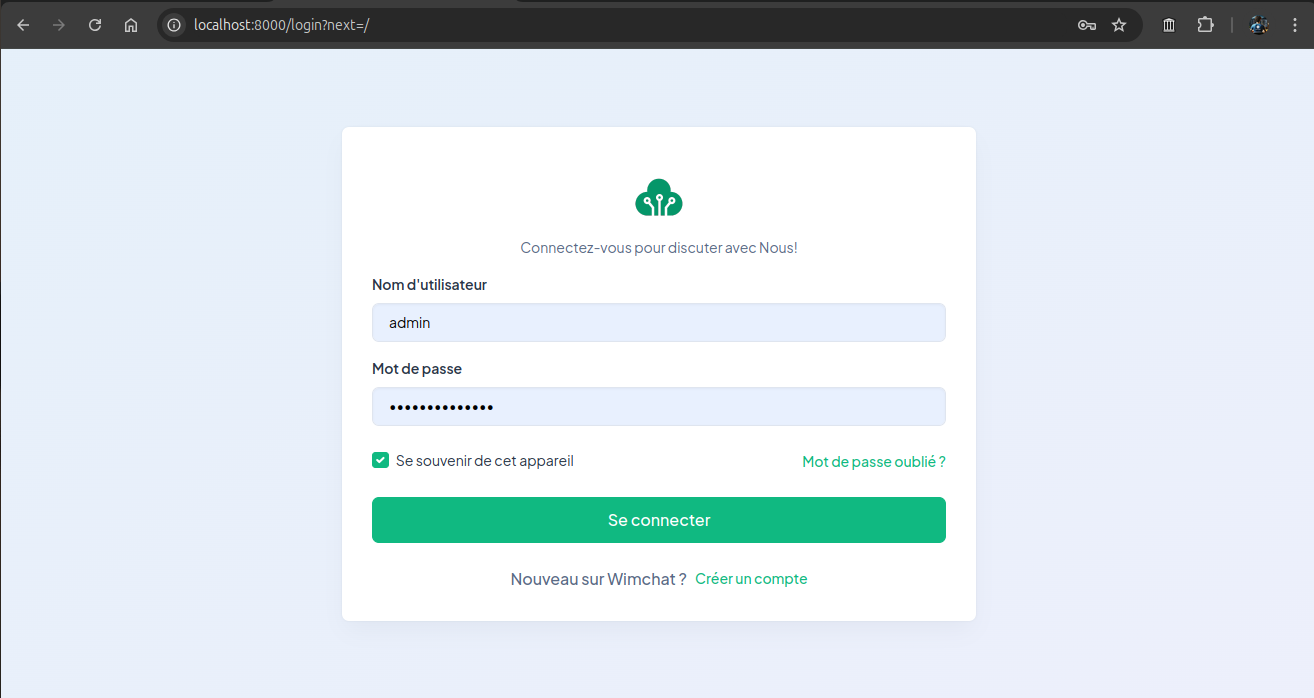 localhost:8000/login?next=/
Connectez-vous pour discuter avec Nous!
Nom d'utilisateur
admin
Mot de passe
••••••••••••••
Se souvenir de cet appareil
Mot de passe oublié ?
Se connecter
Nouveau sur Wimchat ? Créer un compte